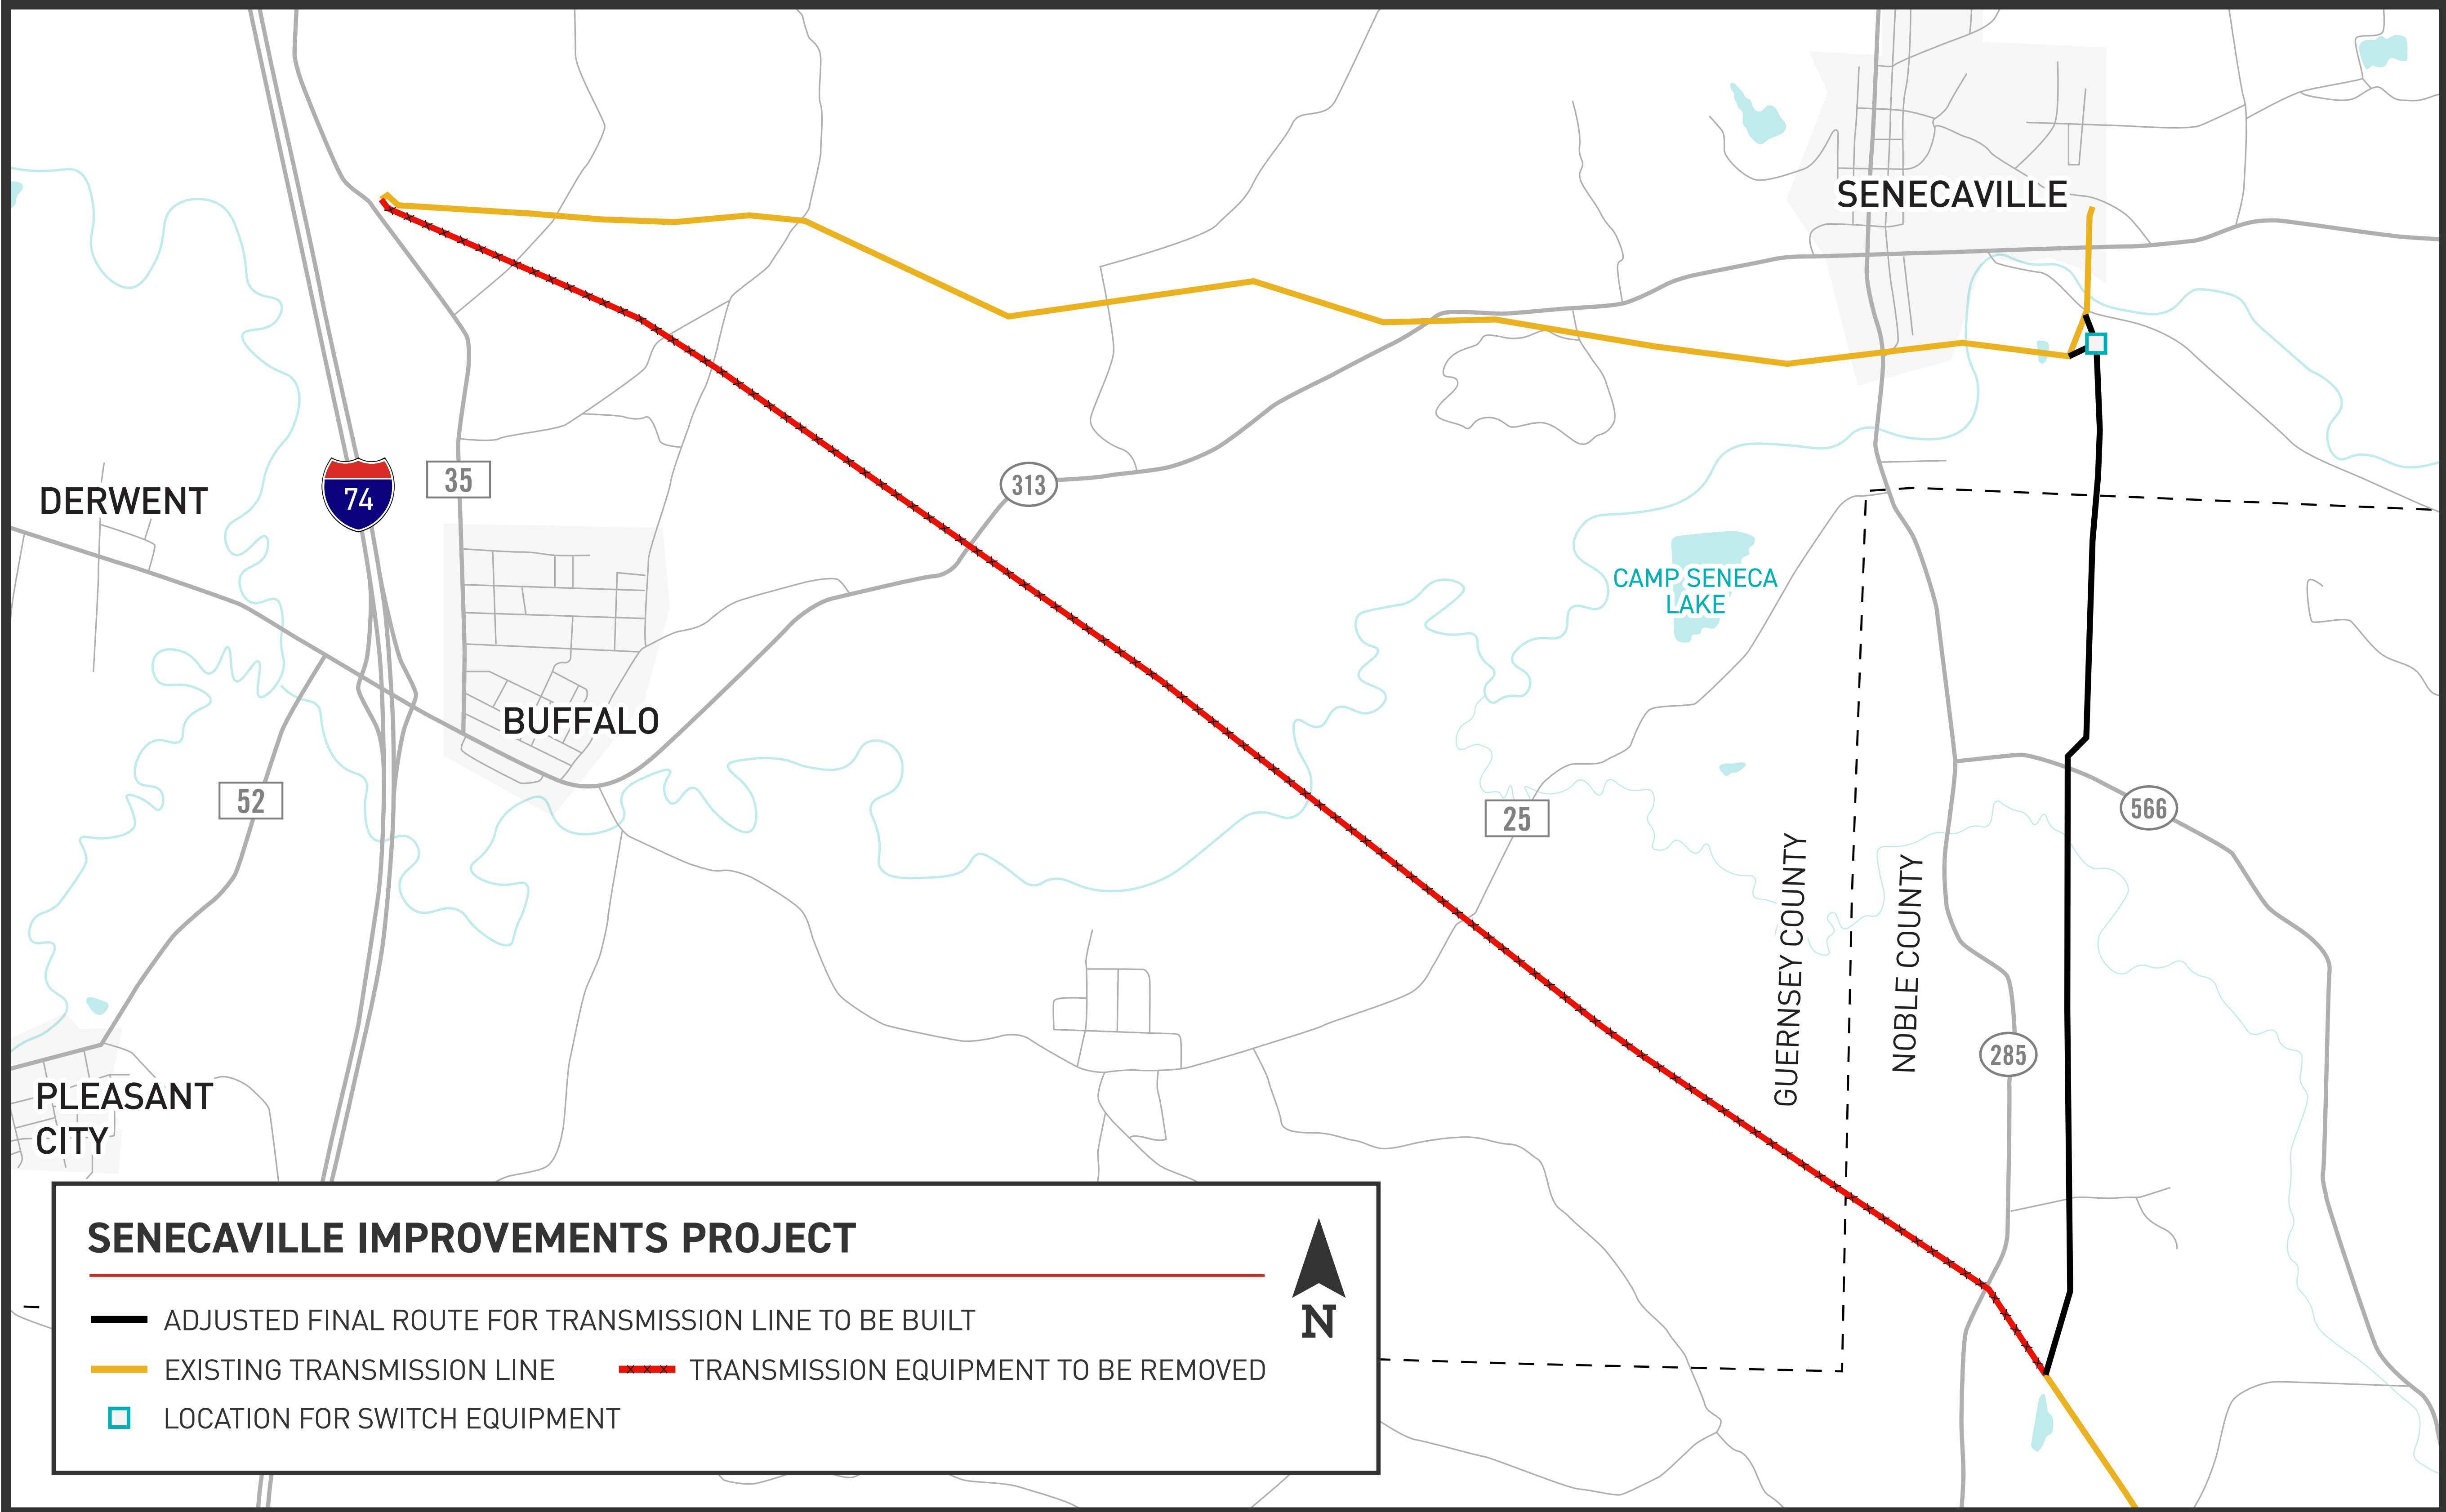 SENECAVILLE
DERWENT
74
35
313
CAMP SENECA
LAKE
BUFFALO
52
25
566
GUERNSEY COUNTY
NOBLE COUNTY
285
PLEASANT
CITY
SENECAVILLE IMPROVEMENTS PROJECT
N
ADJUSTED FINAL ROUTE FOR TRANSMISSION LINE TO BE BUILT
EXISTING TRANSMISSION LINE
TRANSMISSION EQUIPMENT TO BE REMOVED
LOCATION FOR SWITCH EQUIPMENT